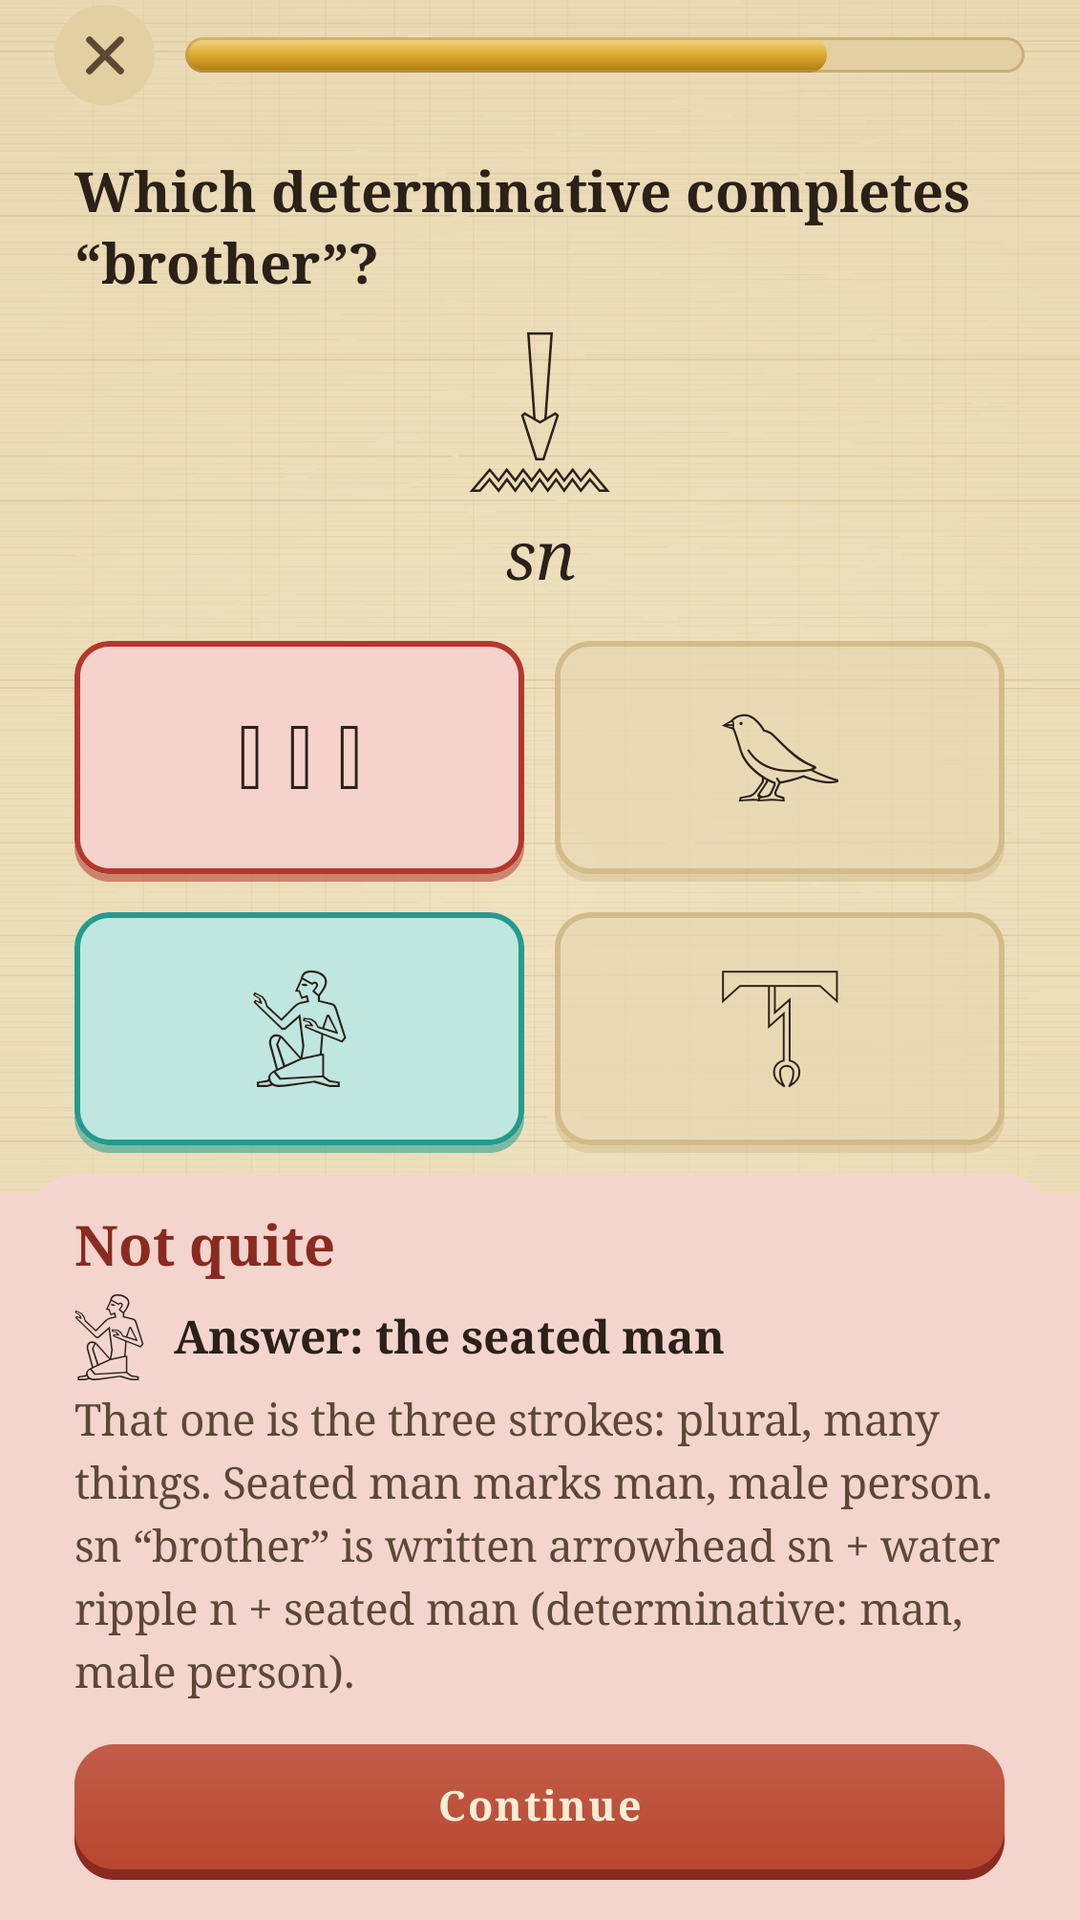 Which determinative completes
“brother”?
𓌢
𓈖
sn
𓏪 𓅪
𓀀 𓇰
Not quite
𓀀 Answer: the seated man
That one is the three strokes: plural, many
things. Seated man marks man, male person.
sn “brother” is written arrowhead sn + water
ripple n + seated man (determinative: man,
male person).
Continue